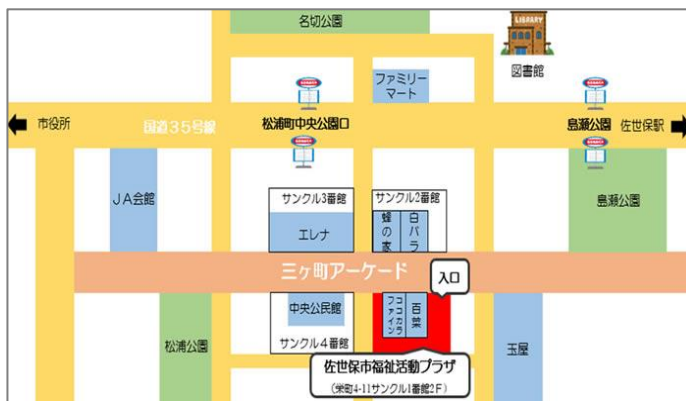 名切公園
LIBRARY
図書館
ファミリー
マート
市役所
国道35号線
松浦町中央公園口
島瀬公園
佐世保駅
JA会館
サンクル3番館
エレナ
サンクル2番館
蜂の家
白バラ
島瀬公園
三ヶ町アーケード
入口
松浦公園
中央公民館
サンクル4番館
ココカラ
ファイン
百菜
玉屋
佐世保市福祉活動プラザ
(栄町4-11サンクル1番館2F)